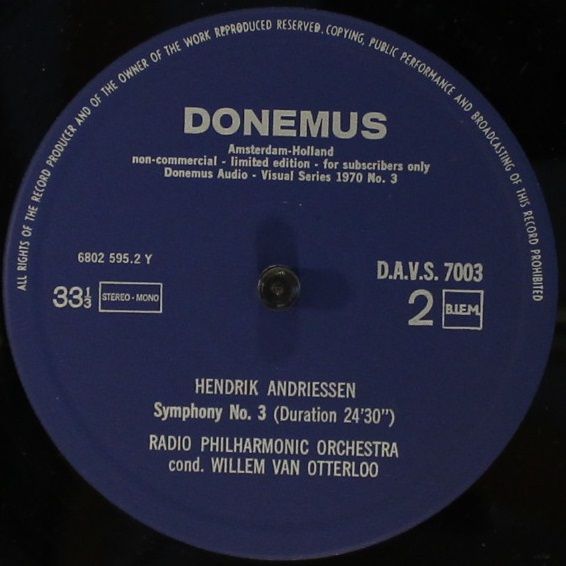 ALL RIGHTS OF THE RECORD PRODUCER AND OF THE OWNER OF THE WORK REPRODUCED RESERVED. COPYING, PUBLIC PERFORMANCE AND BROADCASTING OF THIS RECORD PROHIBITED
DONEMUS
Amsterdam-Holland
non-commercial - limited edition - for subscribers only
Donemus Audio - Visual Series 1970 No. 3
6802 595.2 Y
D.A.V.S. 7003
33⅓ STEREO-MONO
2 B.I.E.M.
HENDRIK ANDRIESSEN
Symphony No. 3 (Duration 24'30")
RADIO PHILHARMONIC ORCHESTRA
cond. WILLEM VAN OTTERLOO